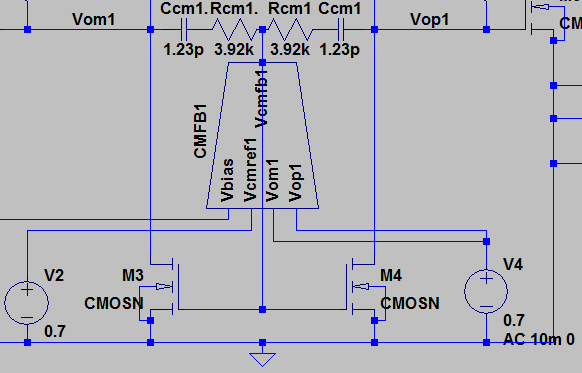 Ccm1. Rcm1. Rcm1 Ccm1
Vom1 Vop1
1.23p 3.92k 3.92k 1.23p
CM
CMFB1
Vcmfb1
Vbias
Vcmref1
Vom1
Vop1
V2 M3 M4 V4
CMOSN CMOSN
0.7 0.7
AC 10m 0